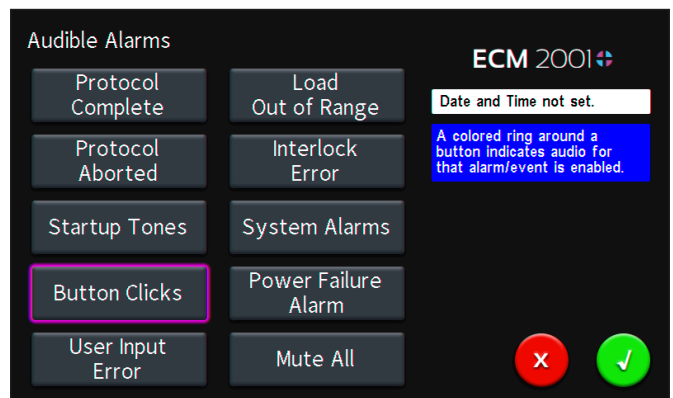 Audible Alarms
ECM 2001
Protocol
Complete
Load
Out of Range
Date and Time not set.
A colored ring around a
button indicates audio for
that alarm/event is enabled.
Protocol
Aborted
Interlock
Error
Startup Tones
System Alarms
Button Clicks
Power Failure
Alarm
User Input
Error
Mute All
X
√